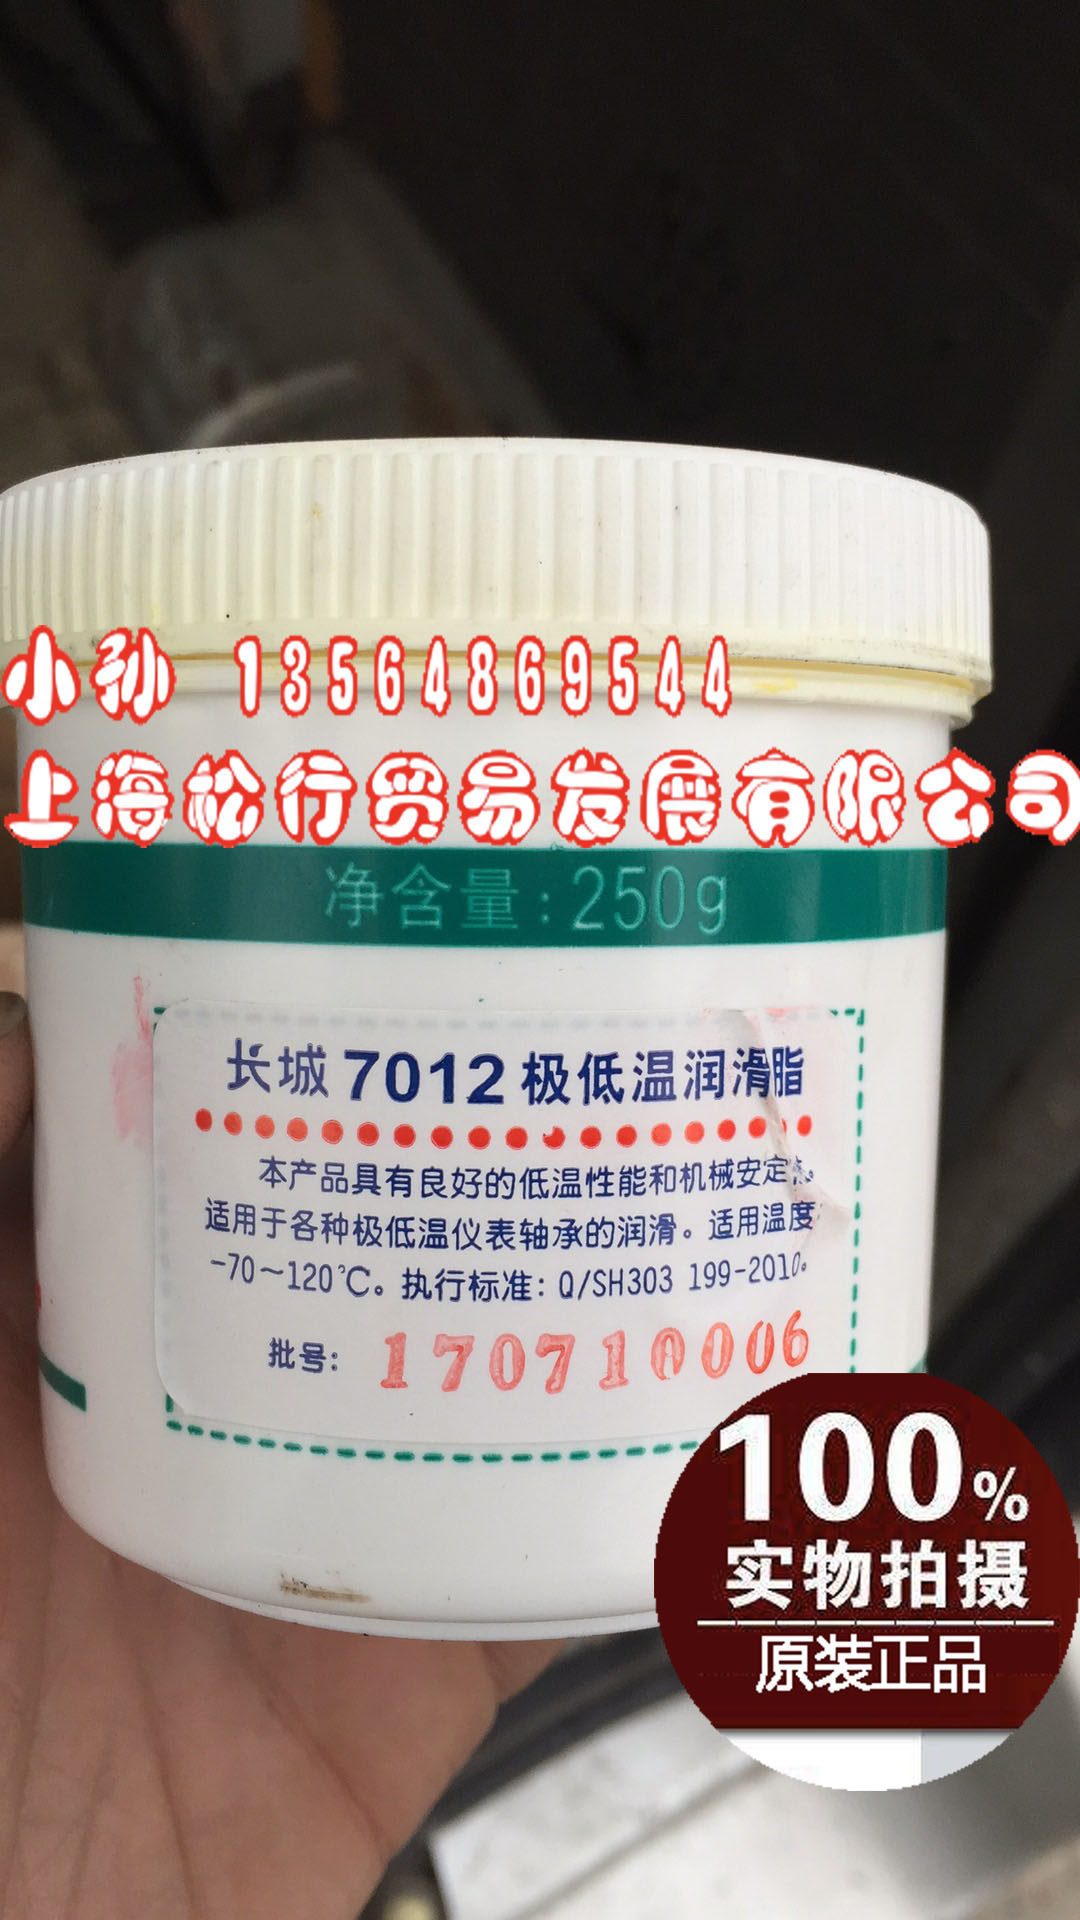 小孙 13564869544
上海松行贸易发展有限公司
净含量:250g
长城7012极低温润滑脂
本产品具有良好的低温性能和机械安定
适用于各种极低温仪表轴承的润滑。适用温度
-70～120℃。执行标准：Q/SH303 199-2010。
批号： 170710006
100%
实物拍摄
原装正品